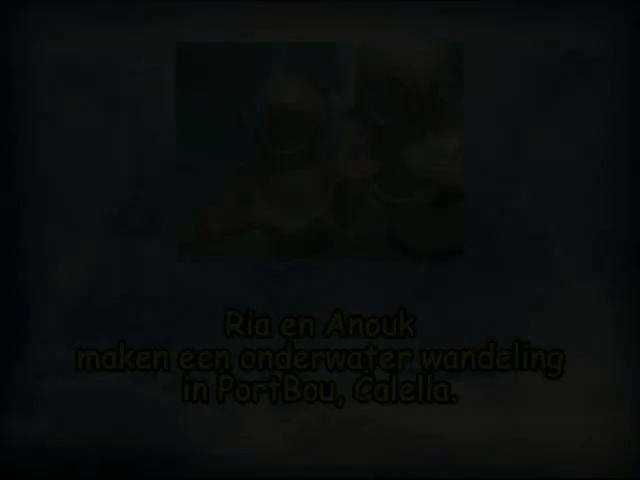 Ria en Anouk
maken een onderwater wandeling
in PortBou, Calella.